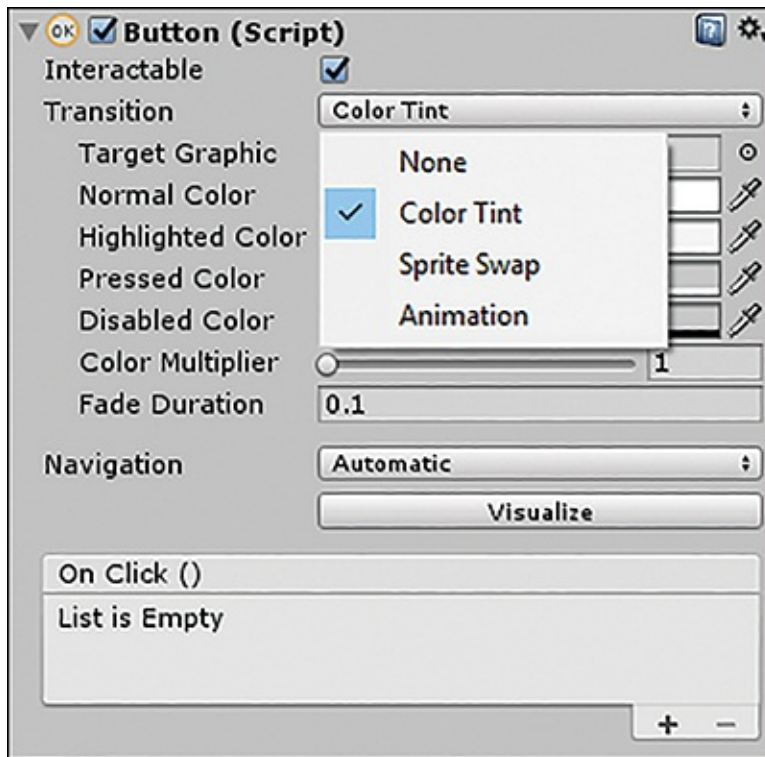 OK Button (Script)
Interactable
Transition Color Tint
Target Graphic
None
Normal Color
Color Tint
Highlighted Color
Sprite Swap
Pressed Color
Animation
Disabled Color
Color Multiplier 1
Fade Duration 0.1
Navigation Automatic
Visualize
On Click ()
List is Empty